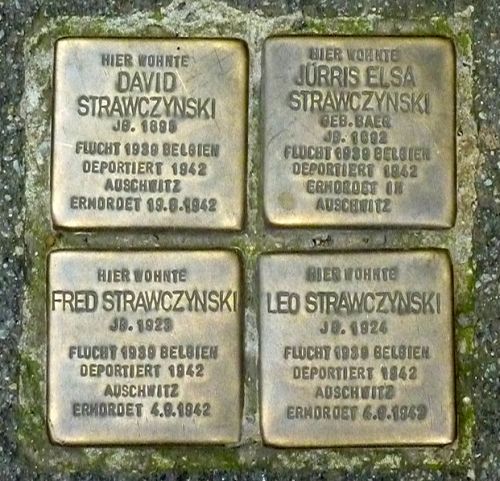 HIER WOHNTE
DAVID
STRAWCZYNSKI
JG. 1898
FLUCHT 1939 BELGIEN
DEPORTIERT 1942
AUSCHWITZ
ERMORDET 19.9.1942
HIER WOHNTE
JÜRRIS ELSA
STRAWCZYNSKI
GEB. BAER
JG. 1892
FLUCHT 1939 BELGIEN
DEPORTIERT 1942
ERMORDET IN
AUSCHWITZ
HIER WOHNTE
FRED STRAWCZYNSKI
JG. 1923
FLUCHT 1939 BELGIEN
DEPORTIERT 1942
AUSCHWITZ
ERMORDET 4.9.1942
HIER WOHNTE
LEO STRAWCZYNSKI
JG. 1924
FLUCHT 1939 BELGIEN
DEPORTIERT 1942
AUSCHWITZ
ERMORDET 4.9.1942